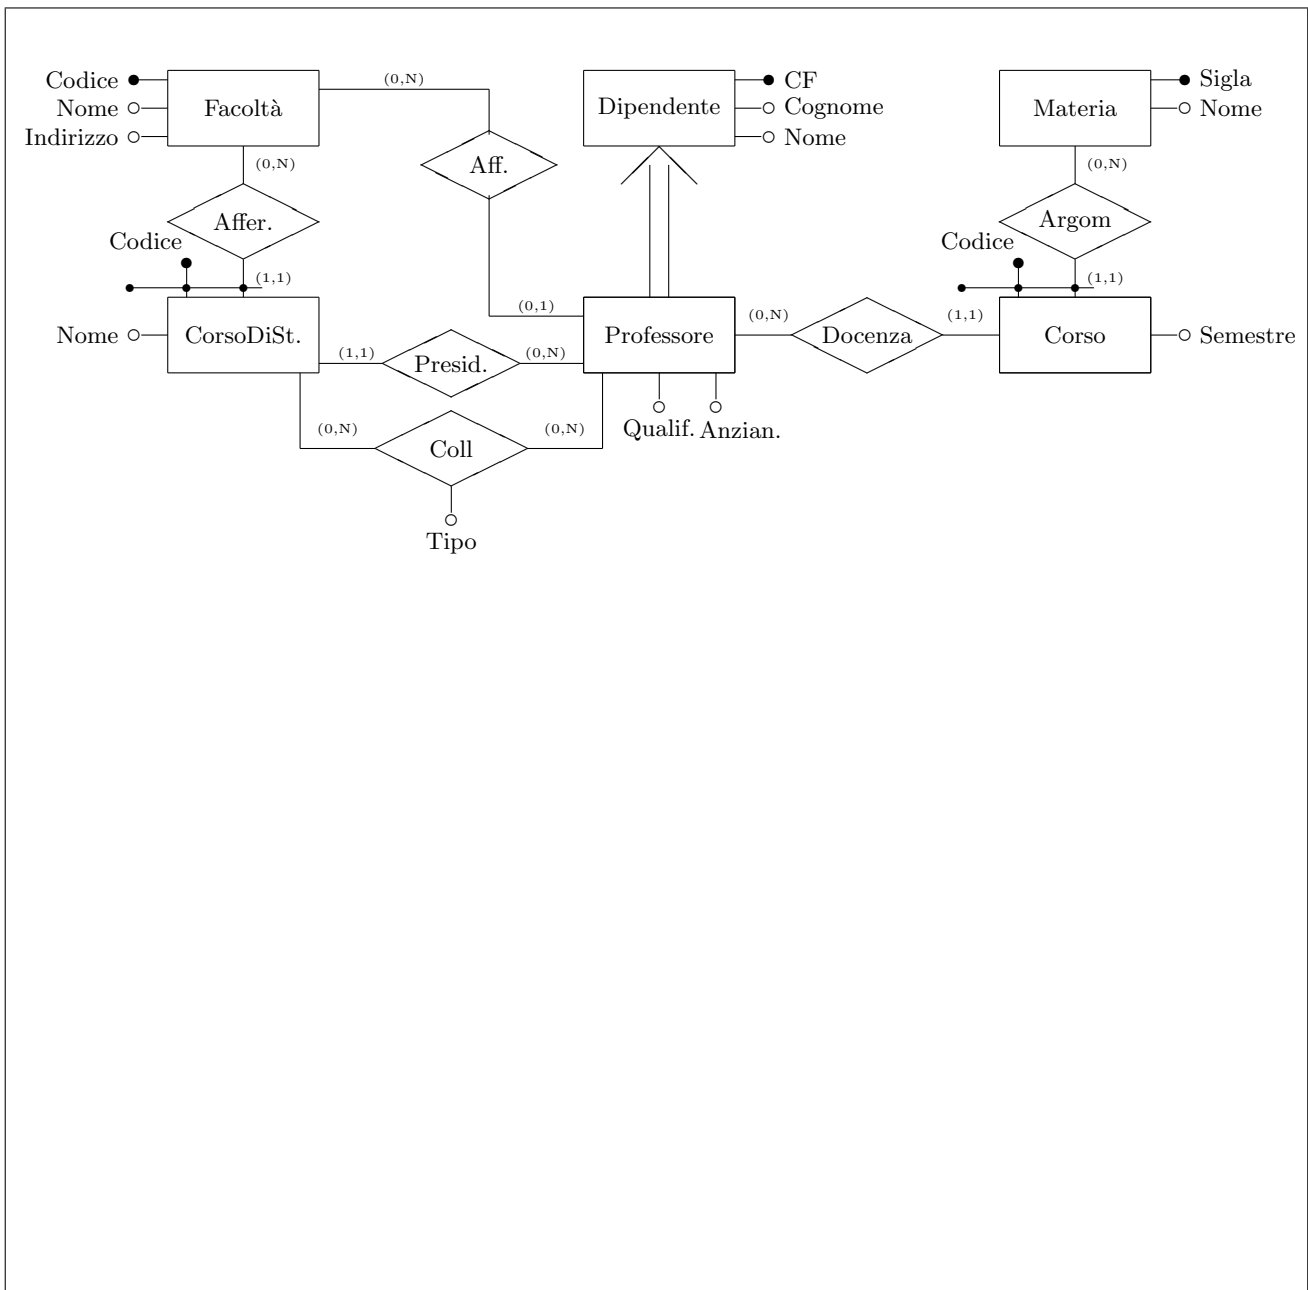 (0,N)
Codice
Nome
Indirizzo
Facoltà
Dipendente
CF
Cognome
Nome
Materia
Sigla
Nome
(0,N)
Aff.
(0,N)
Affer.
Argom
Codice
Codice
(1,1)
(1,1)
(0,1)
(0,N)
(1,1)
Nome
CorsoDiSt.
Professore
Docenza
Corso
Semestre
(1,1)
Presid.
(0,N)
Qualif.
Anzian.
(0,N)
Coll
(0,N)
Tipo